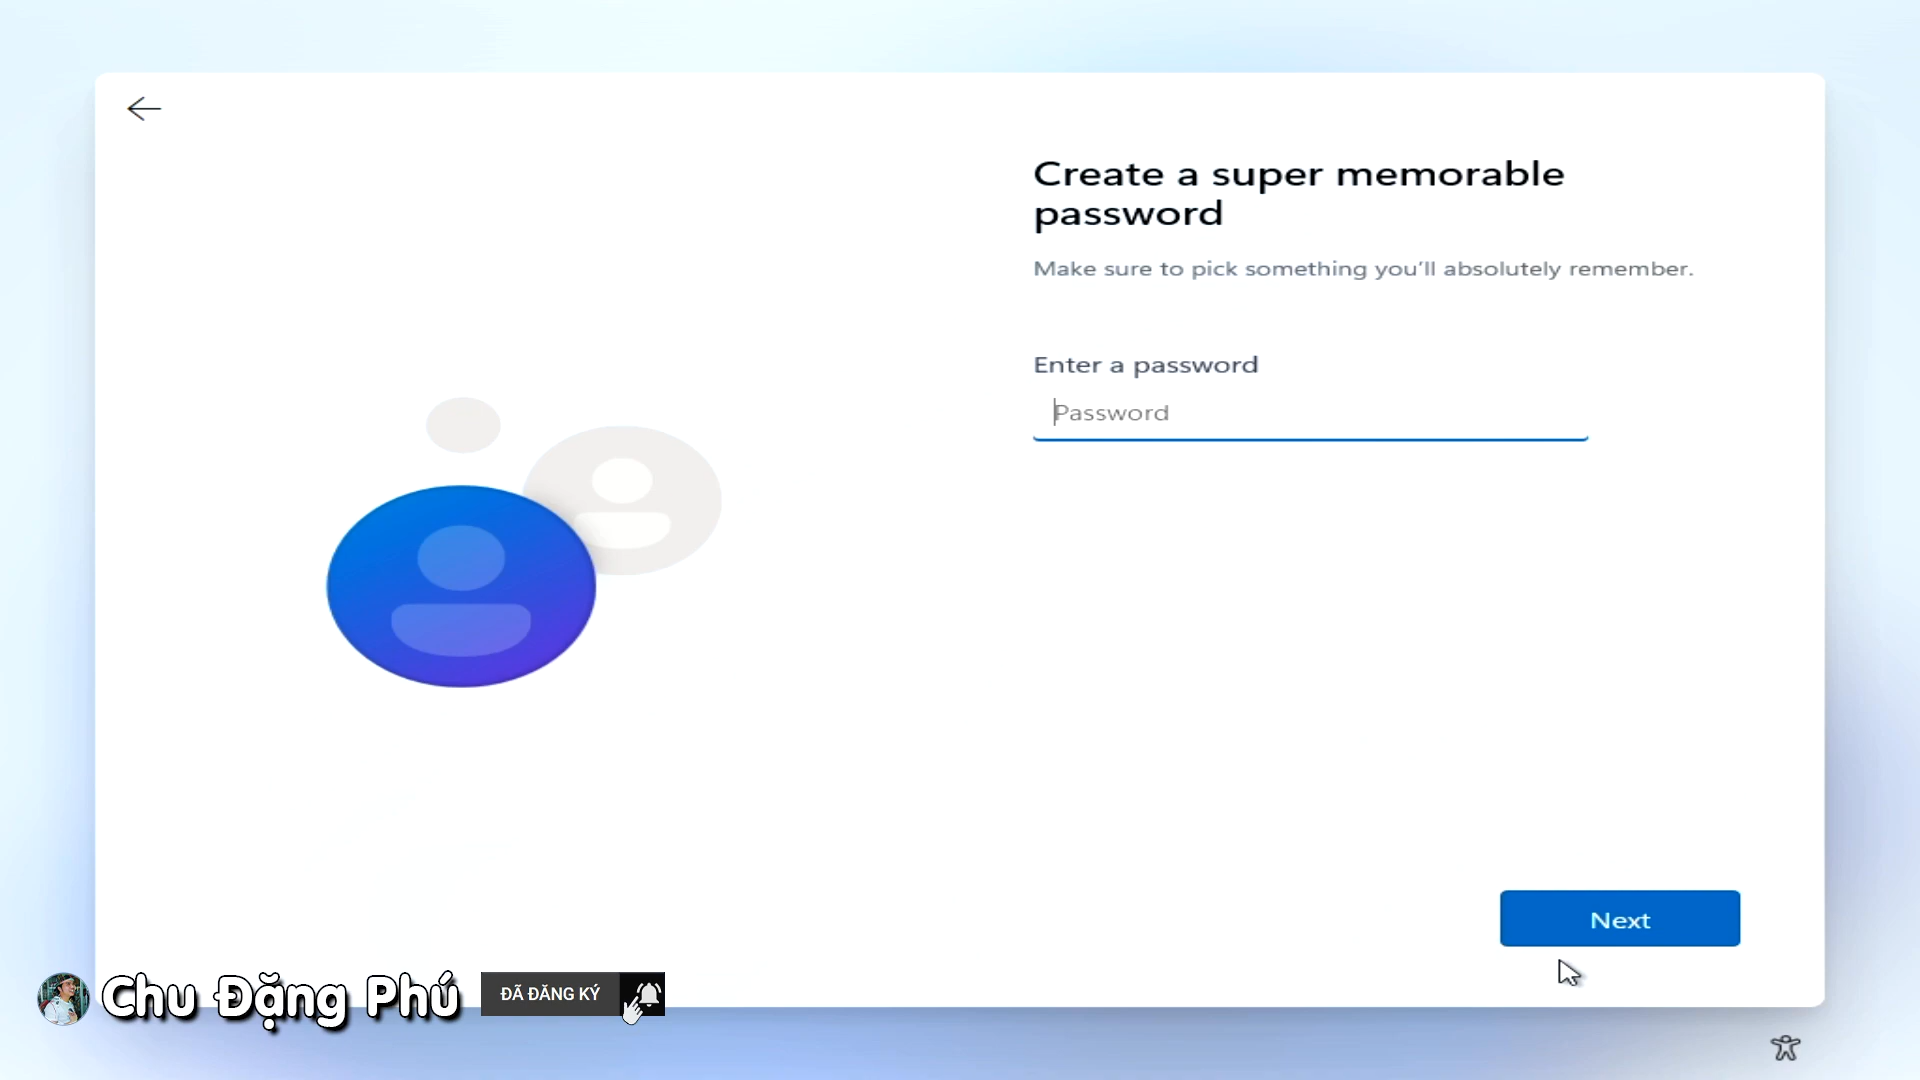 Create a super memorable
password
Make sure to pick something you'll absolutely remember.
Enter a password
Password
Next
Chu Đặng Phú
ĐÃ ĐĂNG KÝ